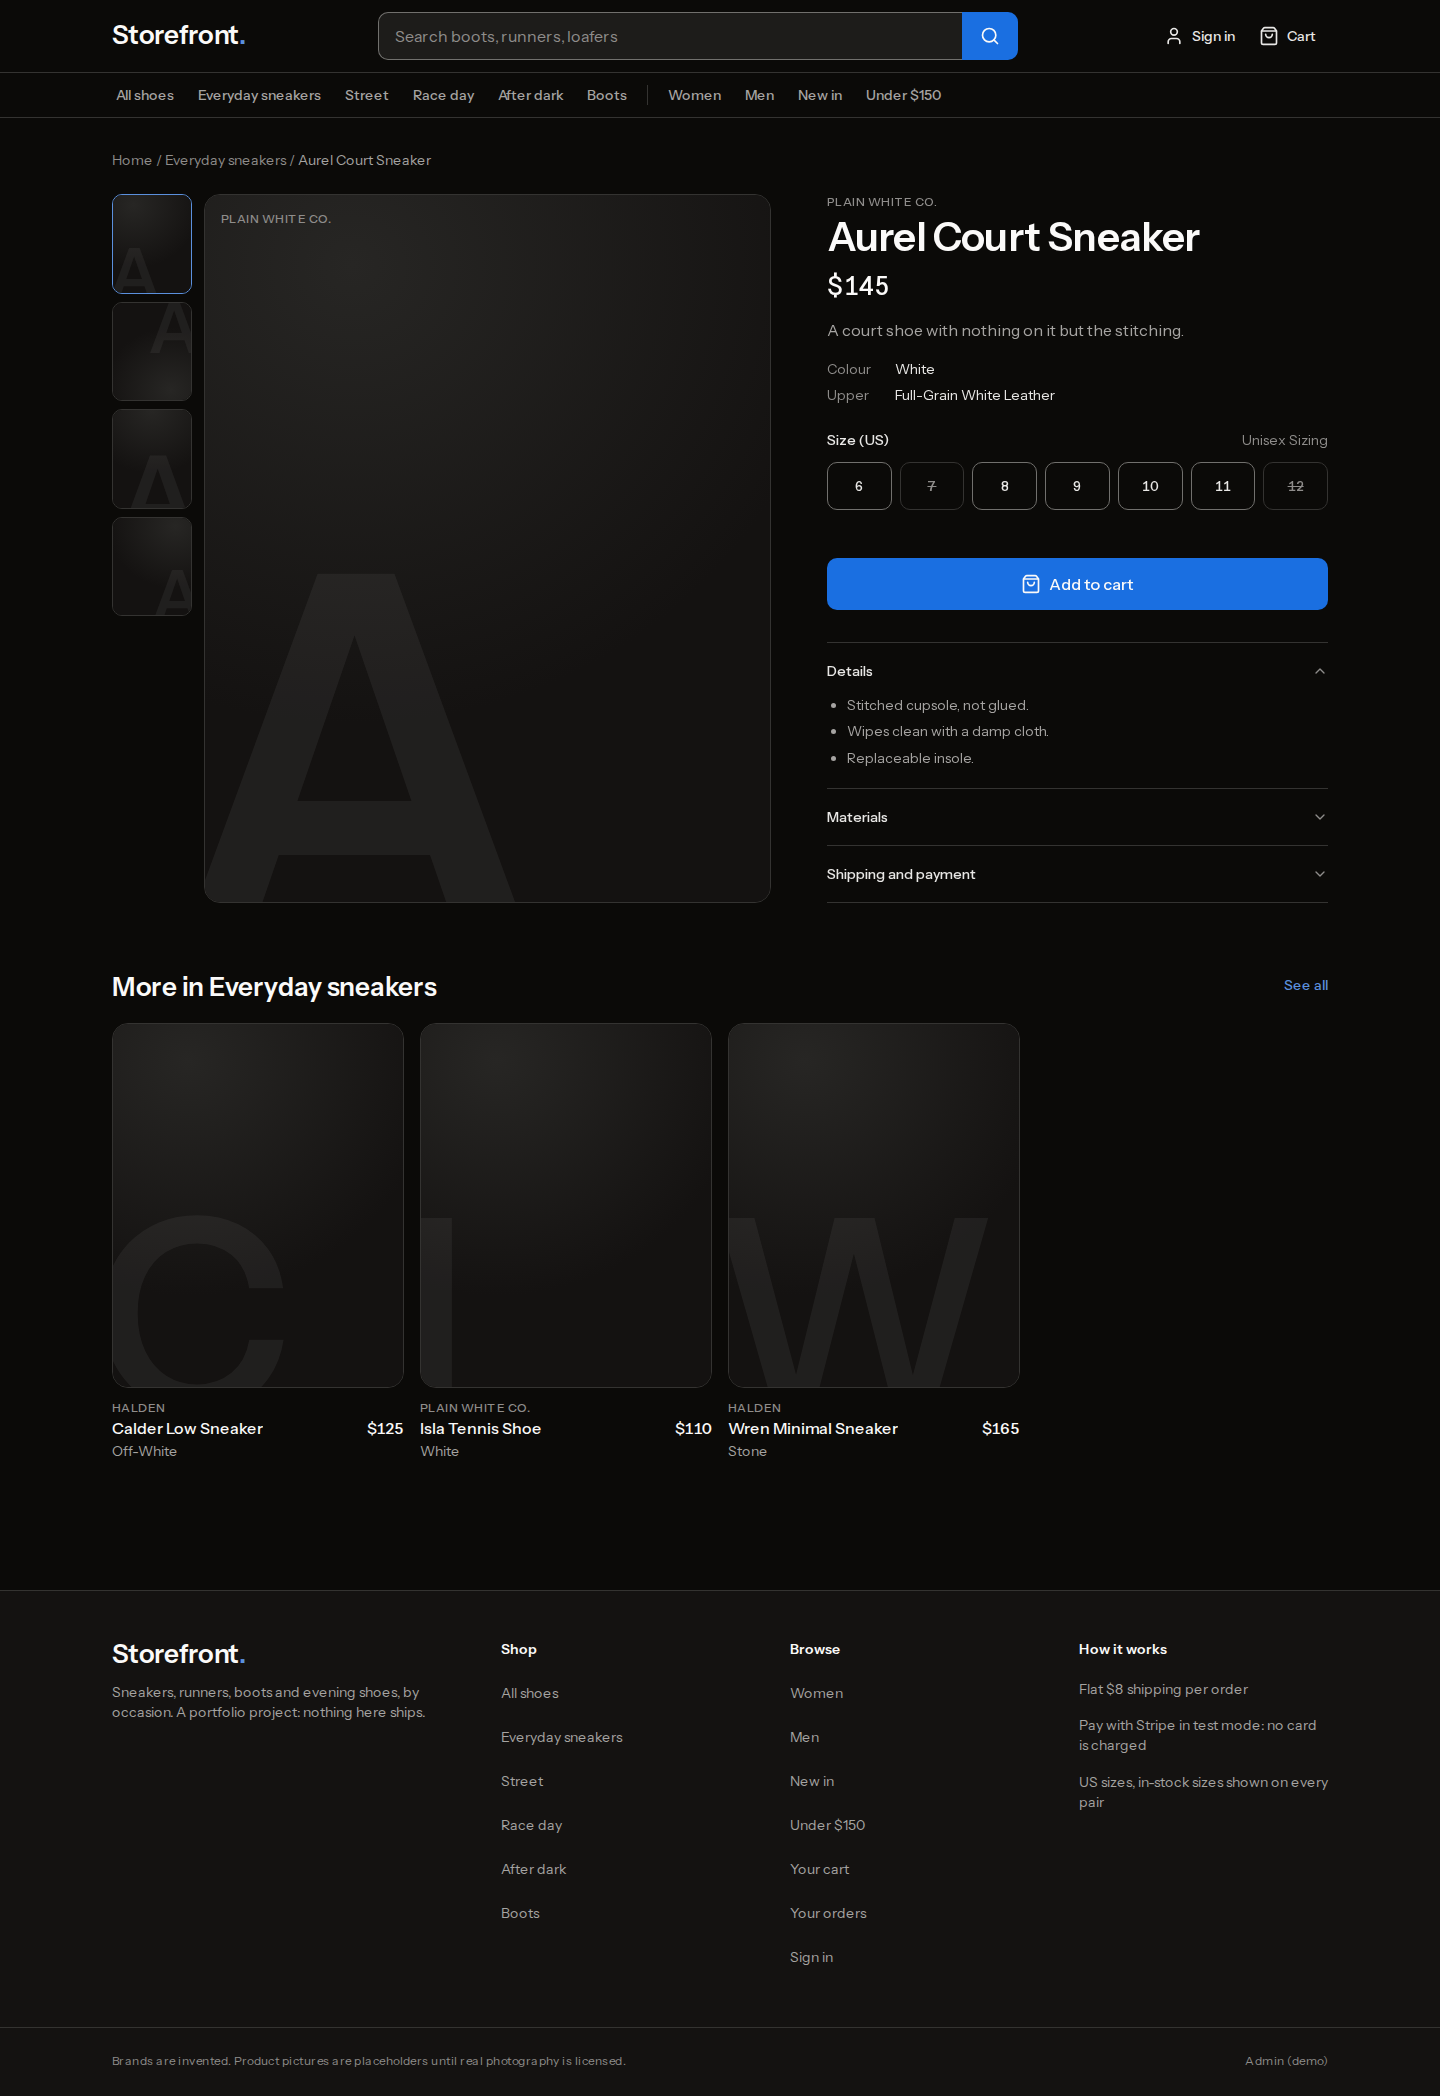 Storefront.
Search boots, runners, loafers
Sign in
Cart
All shoes
Everyday sneakers
Street
Race day
After dark
Boots
Women
Men
New in
Under $150
Home / Everyday sneakers / Aurel Court Sneaker
A
A
A
A
PLAIN WHITE CO.
A
PLAIN WHITE CO.
Aurel Court Sneaker
$145
A court shoe with nothing on it but the stitching.
Colour White
Upper Full-Grain White Leather
Size (US)
Unisex Sizing
6 7 8 9 10 11 12
Add to cart
Details
Stitched cupsole, not glued.
Wipes clean with a damp cloth.
Replaceable insole.
Materials
Shipping and payment
More in Everyday sneakers
See all
C
I
W
HALDEN
Calder Low Sneaker $125
Off-White
PLAIN WHITE CO.
Isla Tennis Shoe $110
White
HALDEN
Wren Minimal Sneaker $165
Stone
Storefront.
Sneakers, runners, boots and evening shoes, by
occasion. A portfolio project: nothing here ships.
Shop
All shoes
Everyday sneakers
Street
Race day
After dark
Boots
Browse
Women
Men
New in
Under $150
Your cart
Your orders
Sign in
How it works
Flat $8 shipping per order
Pay with Stripe in test mode: no card
is charged
US sizes, in-stock sizes shown on every
pair
Brands are invented. Product pictures are placeholders until real photography is licensed.
Admin (demo)